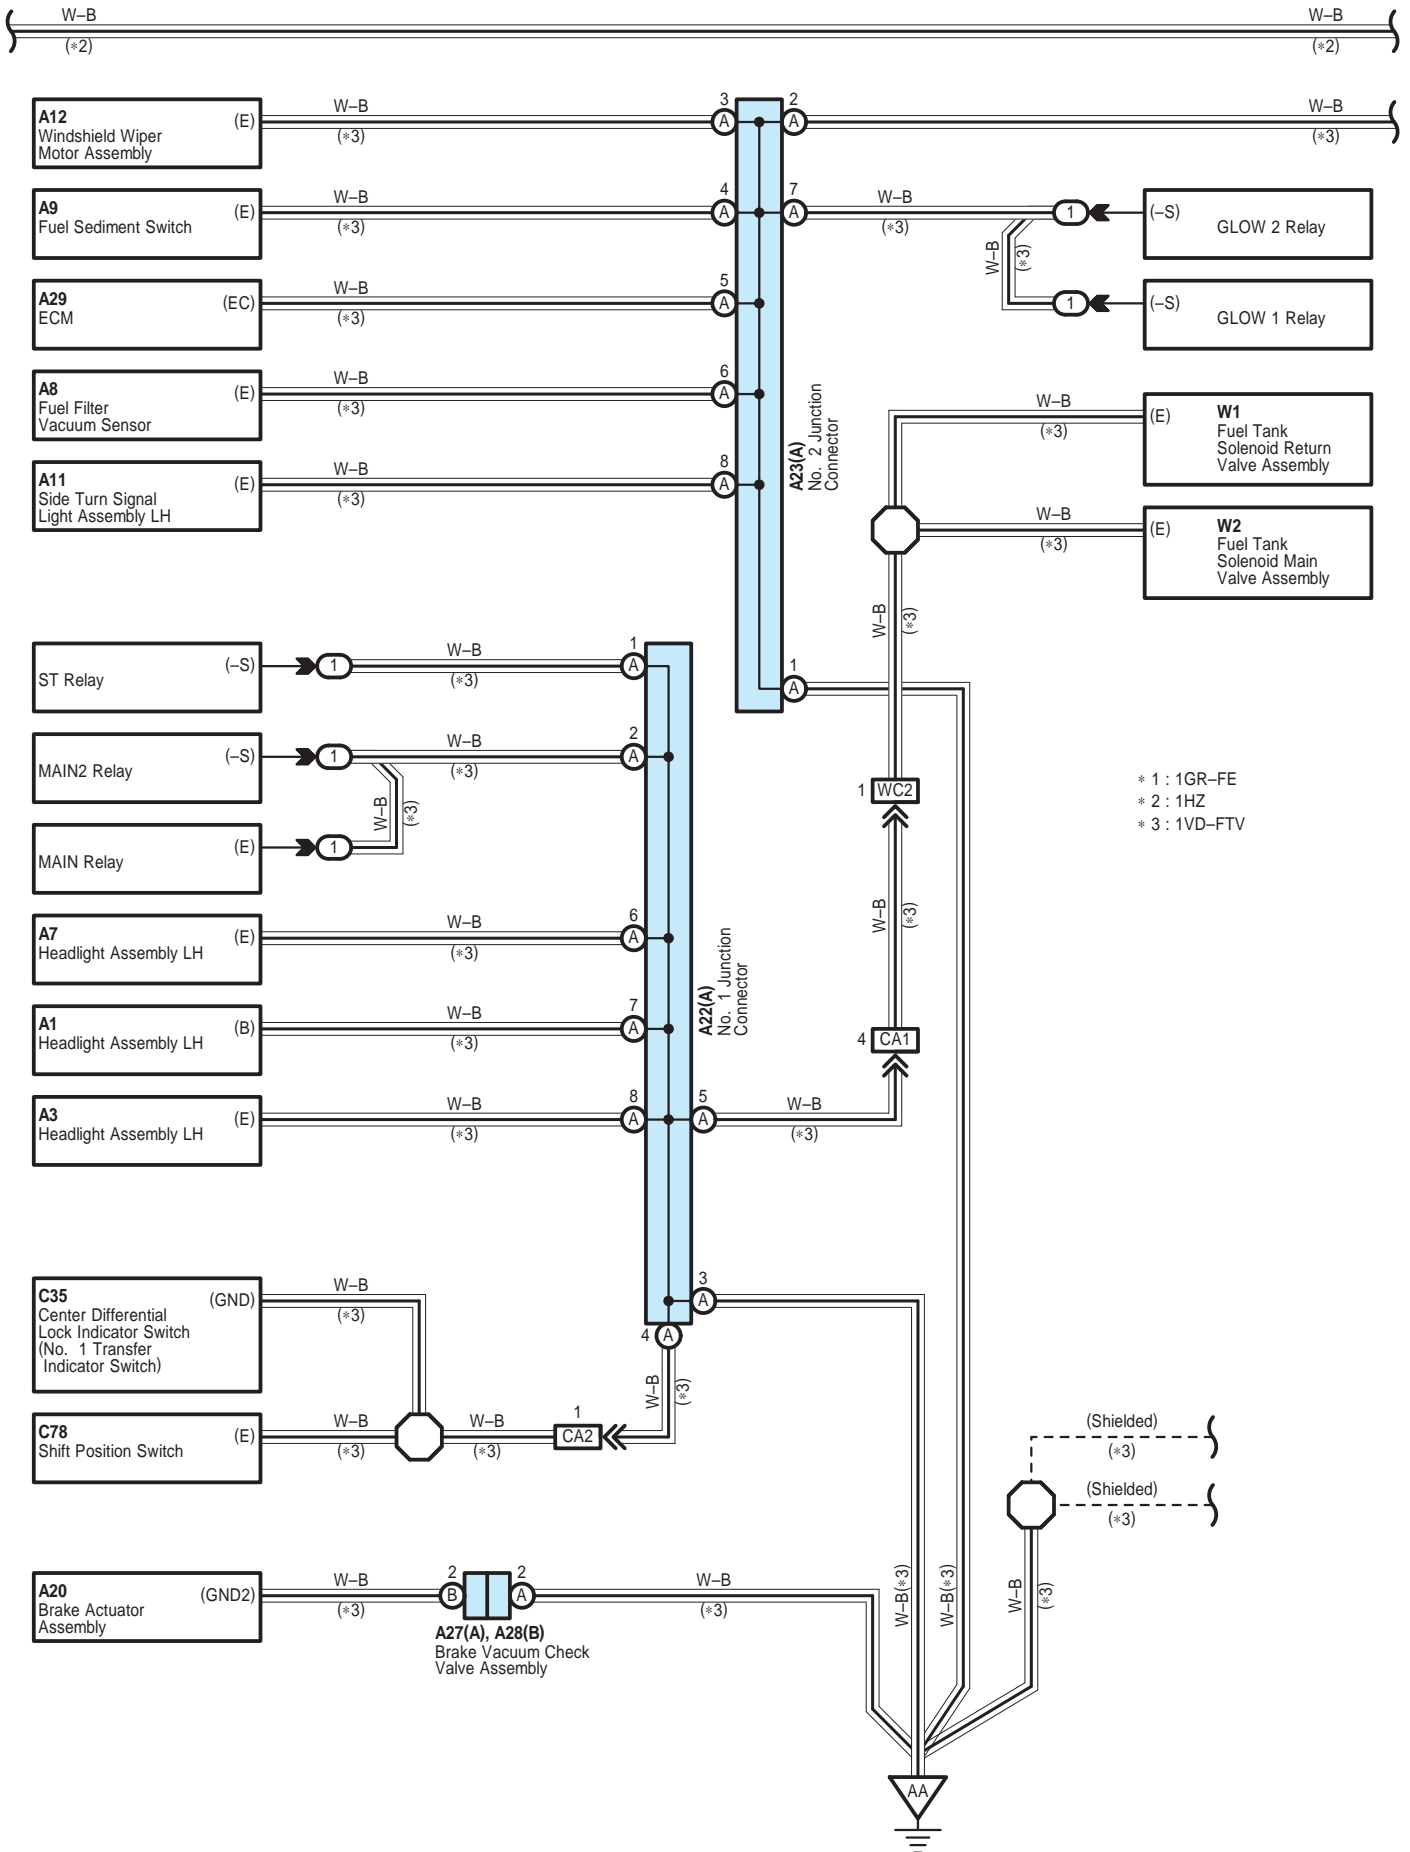 W–B
W–B
(*2)
(*2)
A12
Windshield Wiper
Motor Assembly
(E)
W–B
(*3)
3
A
2
A
W–B
(*3)
A9
Fuel Sediment Switch
(E)
W–B
(*3)
4
A
7
A
W–B
(*3)
1
(–S)
GLOW 2 Relay
W–B
(*3)
A29
ECM
(EC)
W–B
(*3)
5
A
1
(–S)
GLOW 1 Relay
A8
Fuel Filter
Vacuum Sensor
(E)
W–B
(*3)
6
A
A23(A)
No. 2 Junction
Connector
W–B
(*3)
(E)
W1
Fuel Tank
Solenoid Return
Valve Assembly
A11
Side Turn Signal
Light Assembly LH
(E)
W–B
(*3)
8
A
W–B
(*3)
(E)
W2
Fuel Tank
Solenoid Main
Valve Assembly
W–B
(*3)
ST Relay
(–S)
1
W–B
(*3)
1
A
1
A
MAIN2 Relay
(–S)
1
W–B
(*3)
2
A
W–B
(*3)
1
WC2
* 1 : 1GR–FE
* 2 : 1HZ
* 3 : 1VD–FTV
MAIN Relay
(E)
1
A7
Headlight Assembly LH
(E)
W–B
(*3)
6
A
W–B
(*3)
A22(A)
No. 1 Junction
Connector
A1
Headlight Assembly LH
(B)
W–B
(*3)
7
A
4
CA1
A3
Headlight Assembly LH
(E)
W–B
(*3)
8
A
5
A
W–B
(*3)
C35
Center Differential
Lock Indicator Switch
(No. 1 Transfer
Indicator Switch)
(GND)
W–B
(*3)
3
A
4
A
W–B
(*3)
C78
Shift Position Switch
(E)
W–B
(*3)
W–B
(*3)
1
CA2
(Shielded)
(*3)
(Shielded)
(*3)
A20
Brake Actuator
Assembly
(GND2)
W–B
(*3)
2
B
2
A
W–B
(*3)
A27(A), A28(B)
Brake Vacuum Check
Valve Assembly
W–B(*3)
W–B(*3)
W–B
(*3)
AA